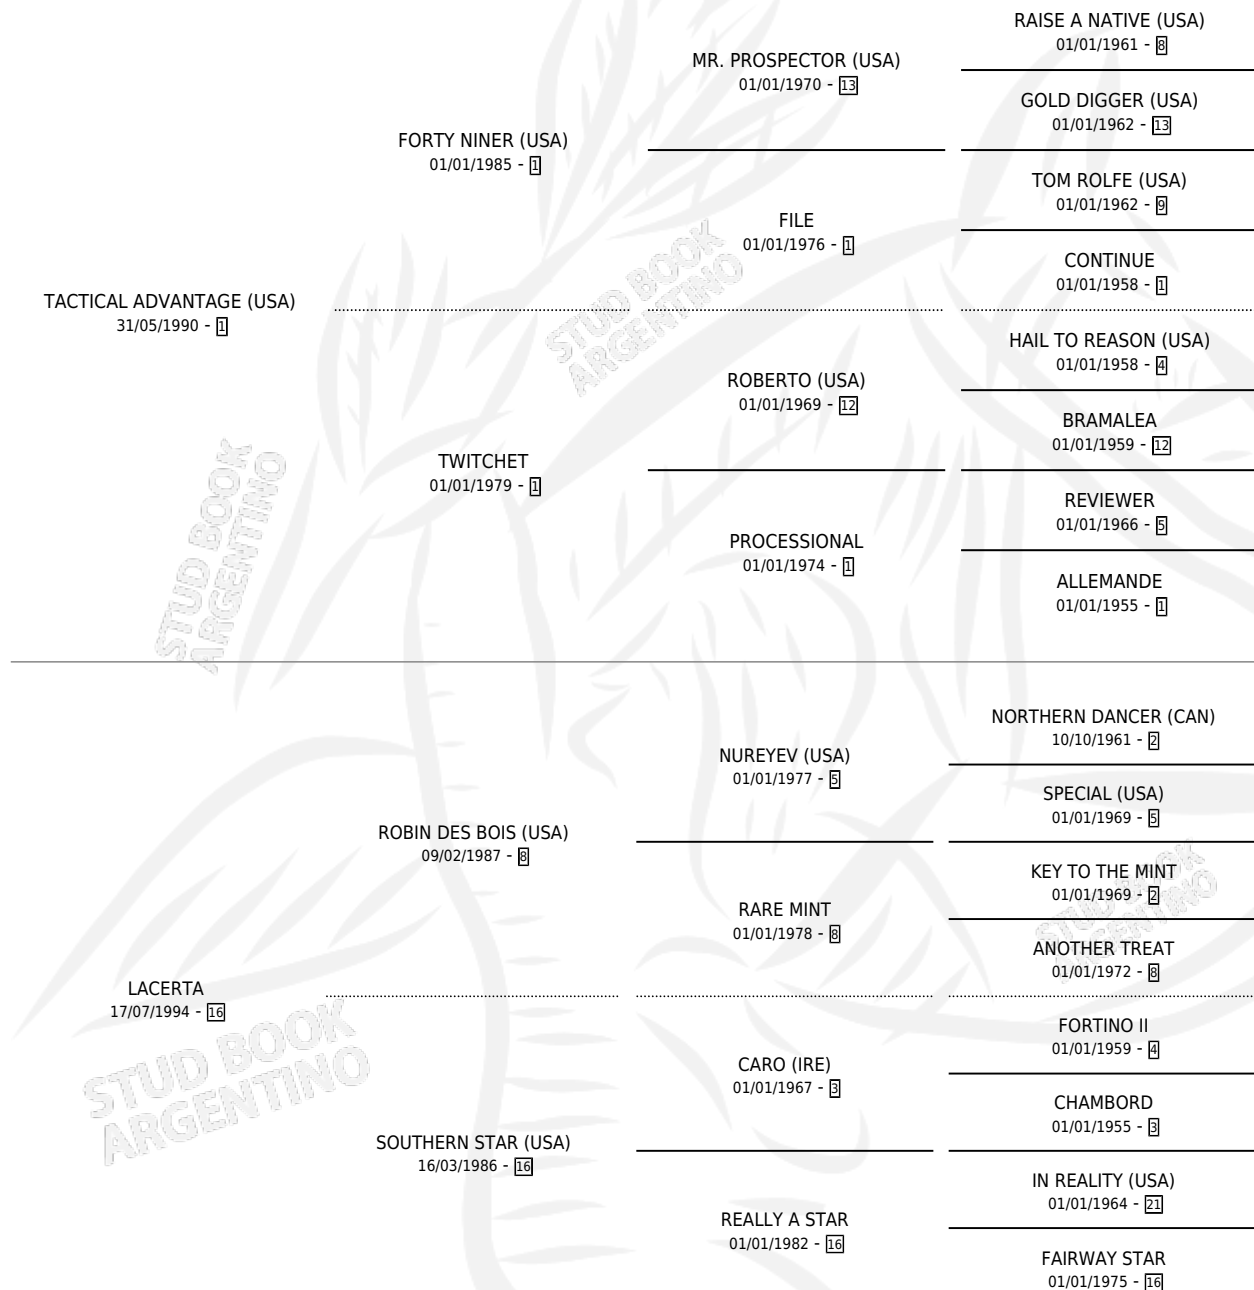 RAISE A NATIVE (USA)
01/01/1961 - 8
MR. PROSPECTOR (USA)
01/01/1970 - 13
GOLD DIGGER (USA)
01/01/1962 - 13
FORTY NINER (USA)
01/01/1985 - 1
TOM ROLFE (USA)
01/01/1962 - 9
FILE
01/01/1976 - 1
CONTINUE
01/01/1958 - 1
TACTICAL ADVANTAGE (USA)
31/05/1990 - 1
HAIL TO REASON (USA)
01/01/1958 - 4
ROBERTO (USA)
01/01/1969 - 12
BRAMALEA
01/01/1959 - 12
TWITCHET
01/01/1979 - 1
REVIEWER
01/01/1966 - 5
PROCESSIONAL
01/01/1974 - 1
ALLEMANDE
01/01/1955 - 1
NORTHERN DANCER (CAN)
10/10/1961 - 2
NUREYEV (USA)
01/01/1977 - 5
SPECIAL (USA)
01/01/1969 - 5
ROBIN DES BOIS (USA)
09/02/1987 - 8
KEY TO THE MINT
01/01/1969 - 2
RARE MINT
01/01/1978 - 8
ANOTHER TREAT
01/01/1972 - 8
LACERTA
17/07/1994 - 16
FORTINO II
01/01/1959 - 4
CARO (IRE)
01/01/1967 - 3
CHAMBORD
01/01/1955 - 3
SOUTHERN STAR (USA)
16/03/1986 - 16
IN REALITY (USA)
01/01/1964 - 21
REALLY A STAR
01/01/1982 - 16
FAIRWAY STAR
01/01/1975 - 16
STUD BOOK
ARGENTINO
STUD BOOK
ARGENTINO
STUD BOOK
ARGENTINO
STUD BOOK
ARGENTINO